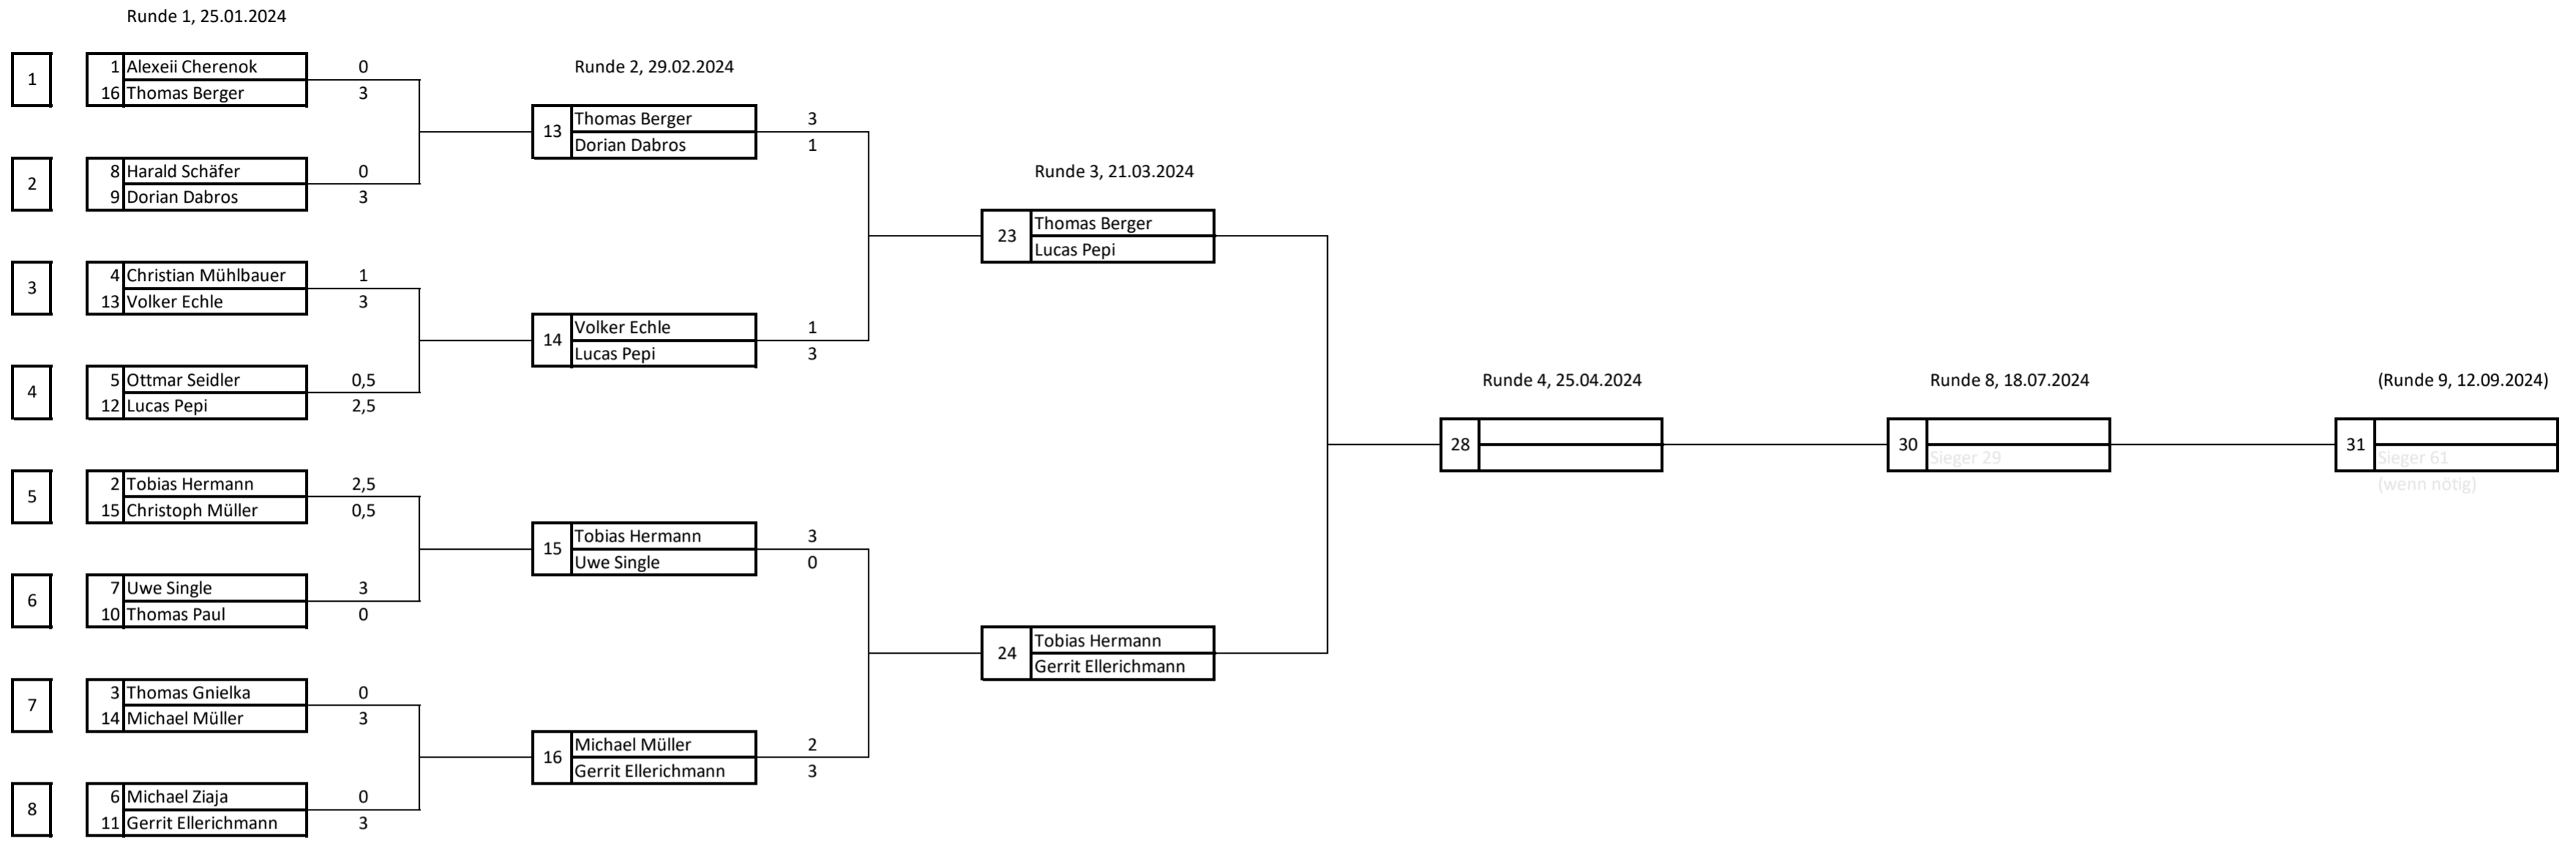 Runde 1, 25.01.2024
1 1 Alexeii Cherenok 0
16 Thomas Berger 3
2 8 Harald Schäfer 0
9 Dorian Dabros 3
3 4 Christian Mühlbauer 1
13 Volker Echle 3
4 5 Ottmar Seidler 0,5
12 Lucas Pepi 2,5
5 2 Tobias Hermann 2,5
15 Christoph Müller 0,5
6 7 Uwe Single 3
10 Thomas Paul 0
7 3 Thomas Gnielka 0
14 Michael Müller 3
8 6 Michael Ziaja 0
11 Gerrit Ellerichmann 3
Runde 2, 29.02.2024
13 Thomas Berger 3
Dorian Dabros 1
14 Volker Echle 1
Lucas Pepi 3
15 Tobias Hermann 3
Uwe Single 0
16 Michael Müller 2
Gerrit Ellerichmann 3
Runde 3, 21.03.2024
23 Thomas Berger
Lucas Pepi
24 Tobias Hermann
Gerrit Ellerichmann
Runde 4, 25.04.2024
28
Runde 8, 18.07.2024
30
Sieger 29
(Runde 9, 12.09.2024)
31
Sieger 61
(wenn nötig)